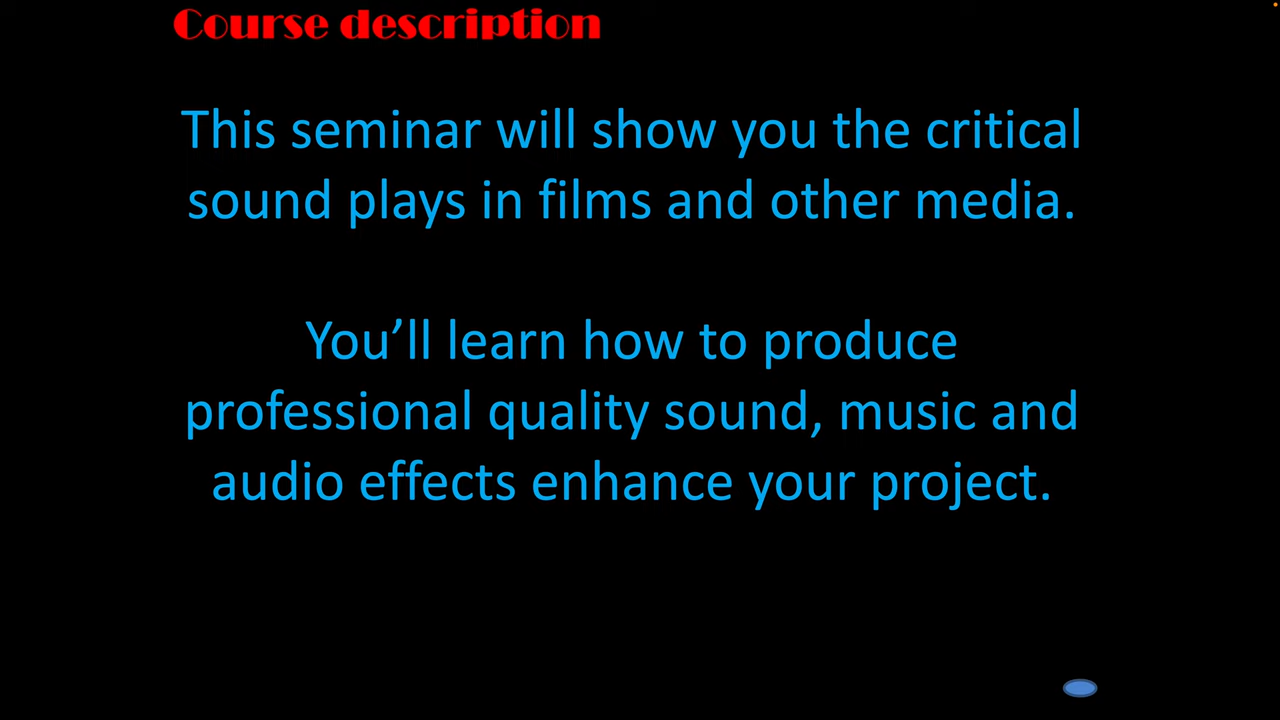 Course description
This seminar will show you the critical
sound plays in films and other media.
You’ll learn how to produce
professional quality sound, music and
audio effects enhance your project.